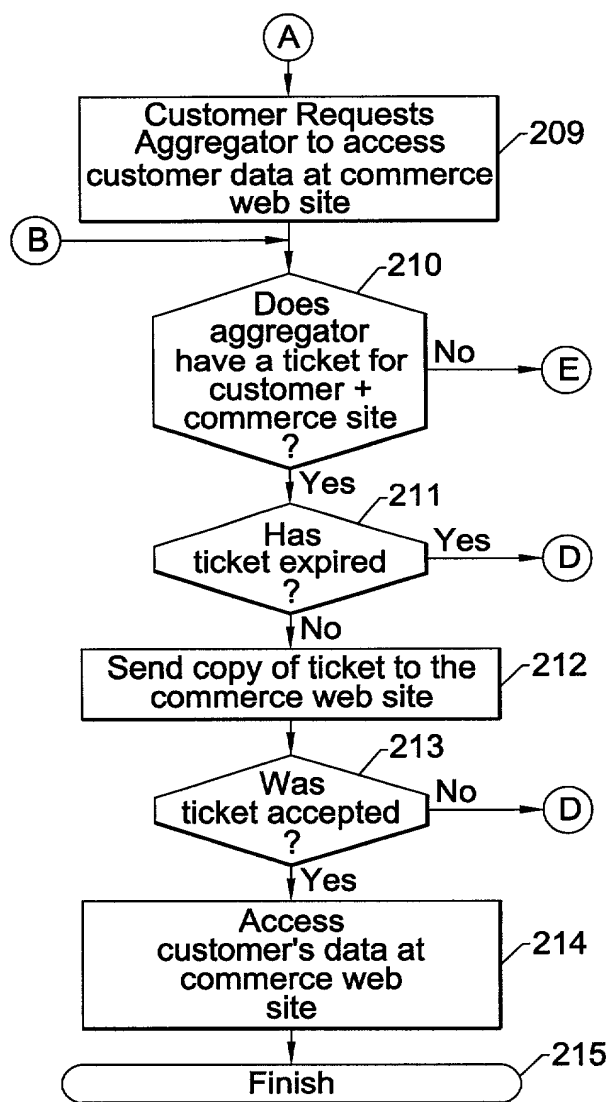 A
Customer Requests
Aggregator to access
customer data at commerce
web site
209
B
210
Does
aggregator
have a ticket for
customer +
commerce site
?
No
E
Yes
211
Has
ticket expired
?
Yes
D
No
Send copy of ticket to the
commerce web site
212
213
Was
ticket accepted
?
No
D
Yes
Access
customer's data at
commerce web
site
214
Finish
215